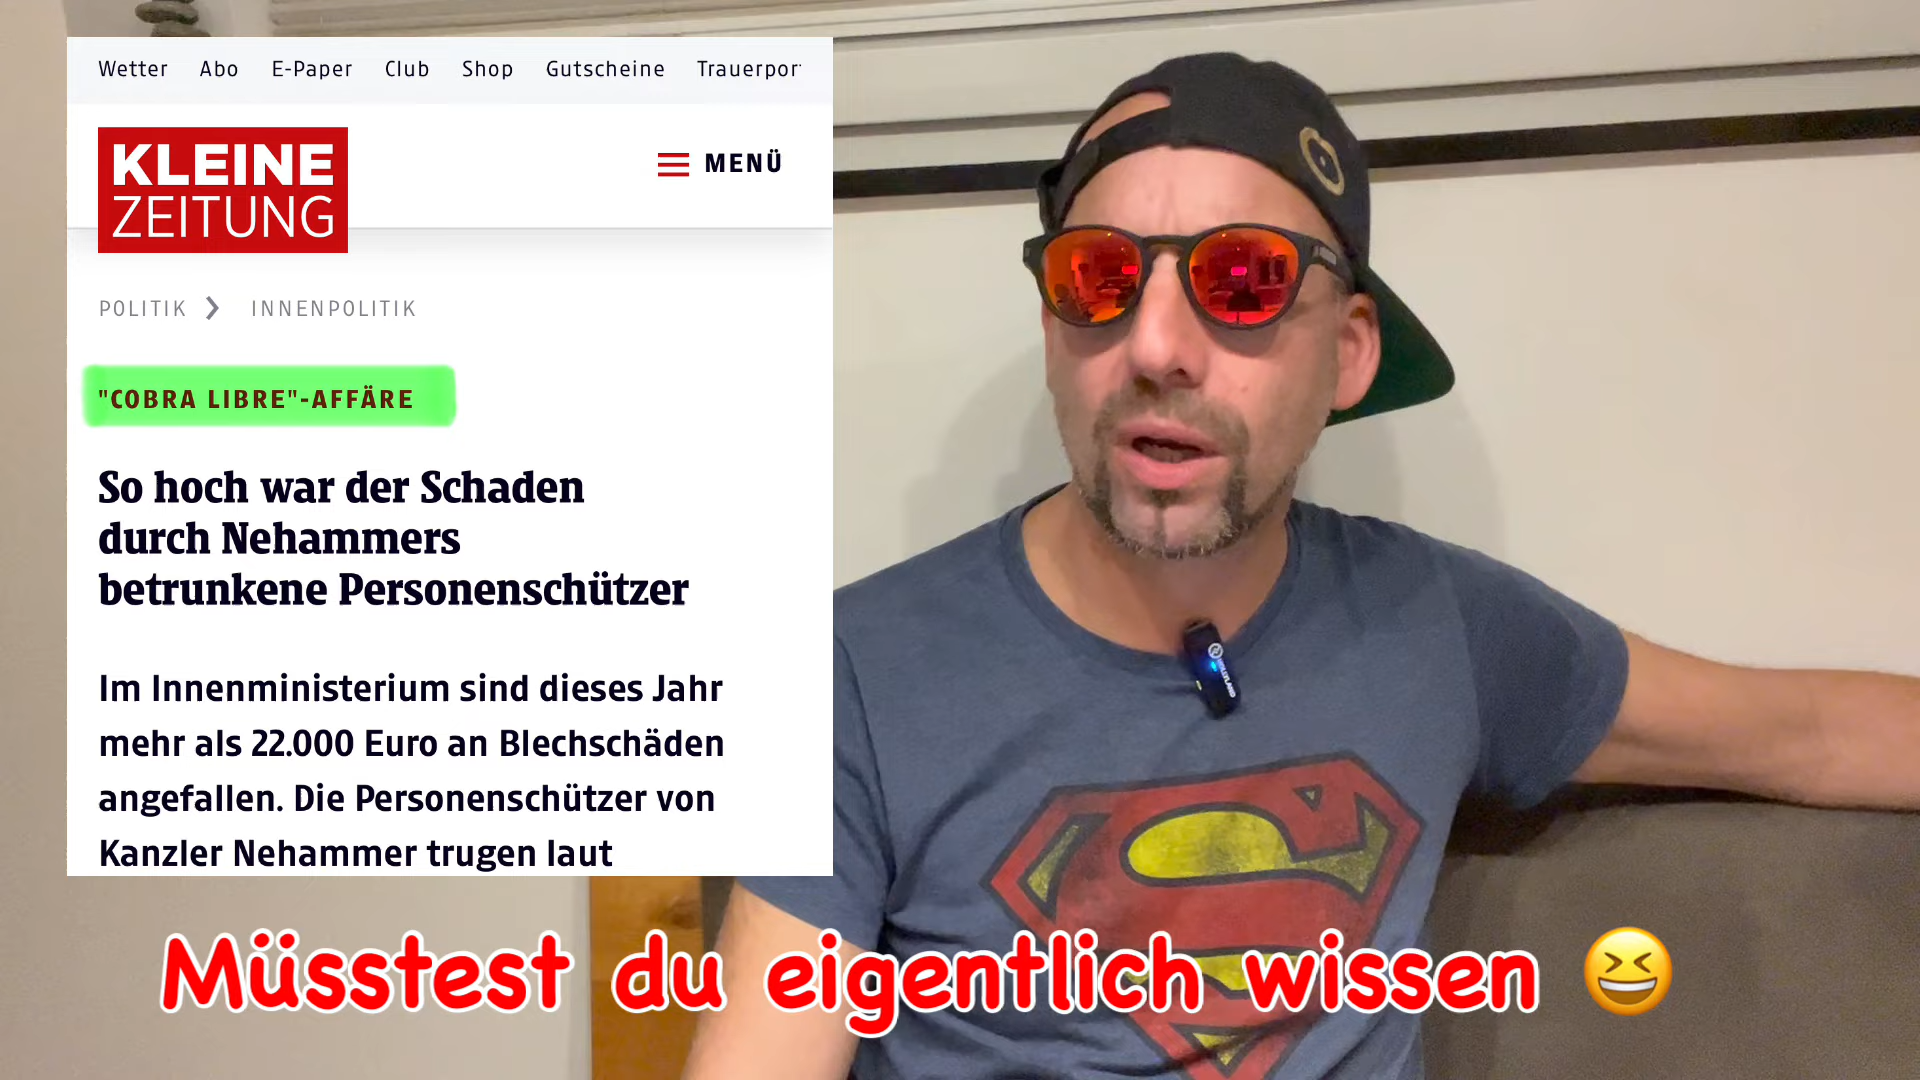 Wetter Abo E-Paper Club Shop Gutscheine Trauerpor
KLEINE
ZEITUNG
MENÜ
POLITIK > INNENPOLITIK
"COBRA LIBRE"-AFFÄRE
So hoch war der Schaden
durch Nehammers
betrunkene Personenschützer
Im Innenministerium sind dieses Jahr
mehr als 22.000 Euro an Blechschäden
angefallen. Die Personenschützer von
Kanzler Nehammer trugen laut
Müsstest du eigentlich wissen 😆